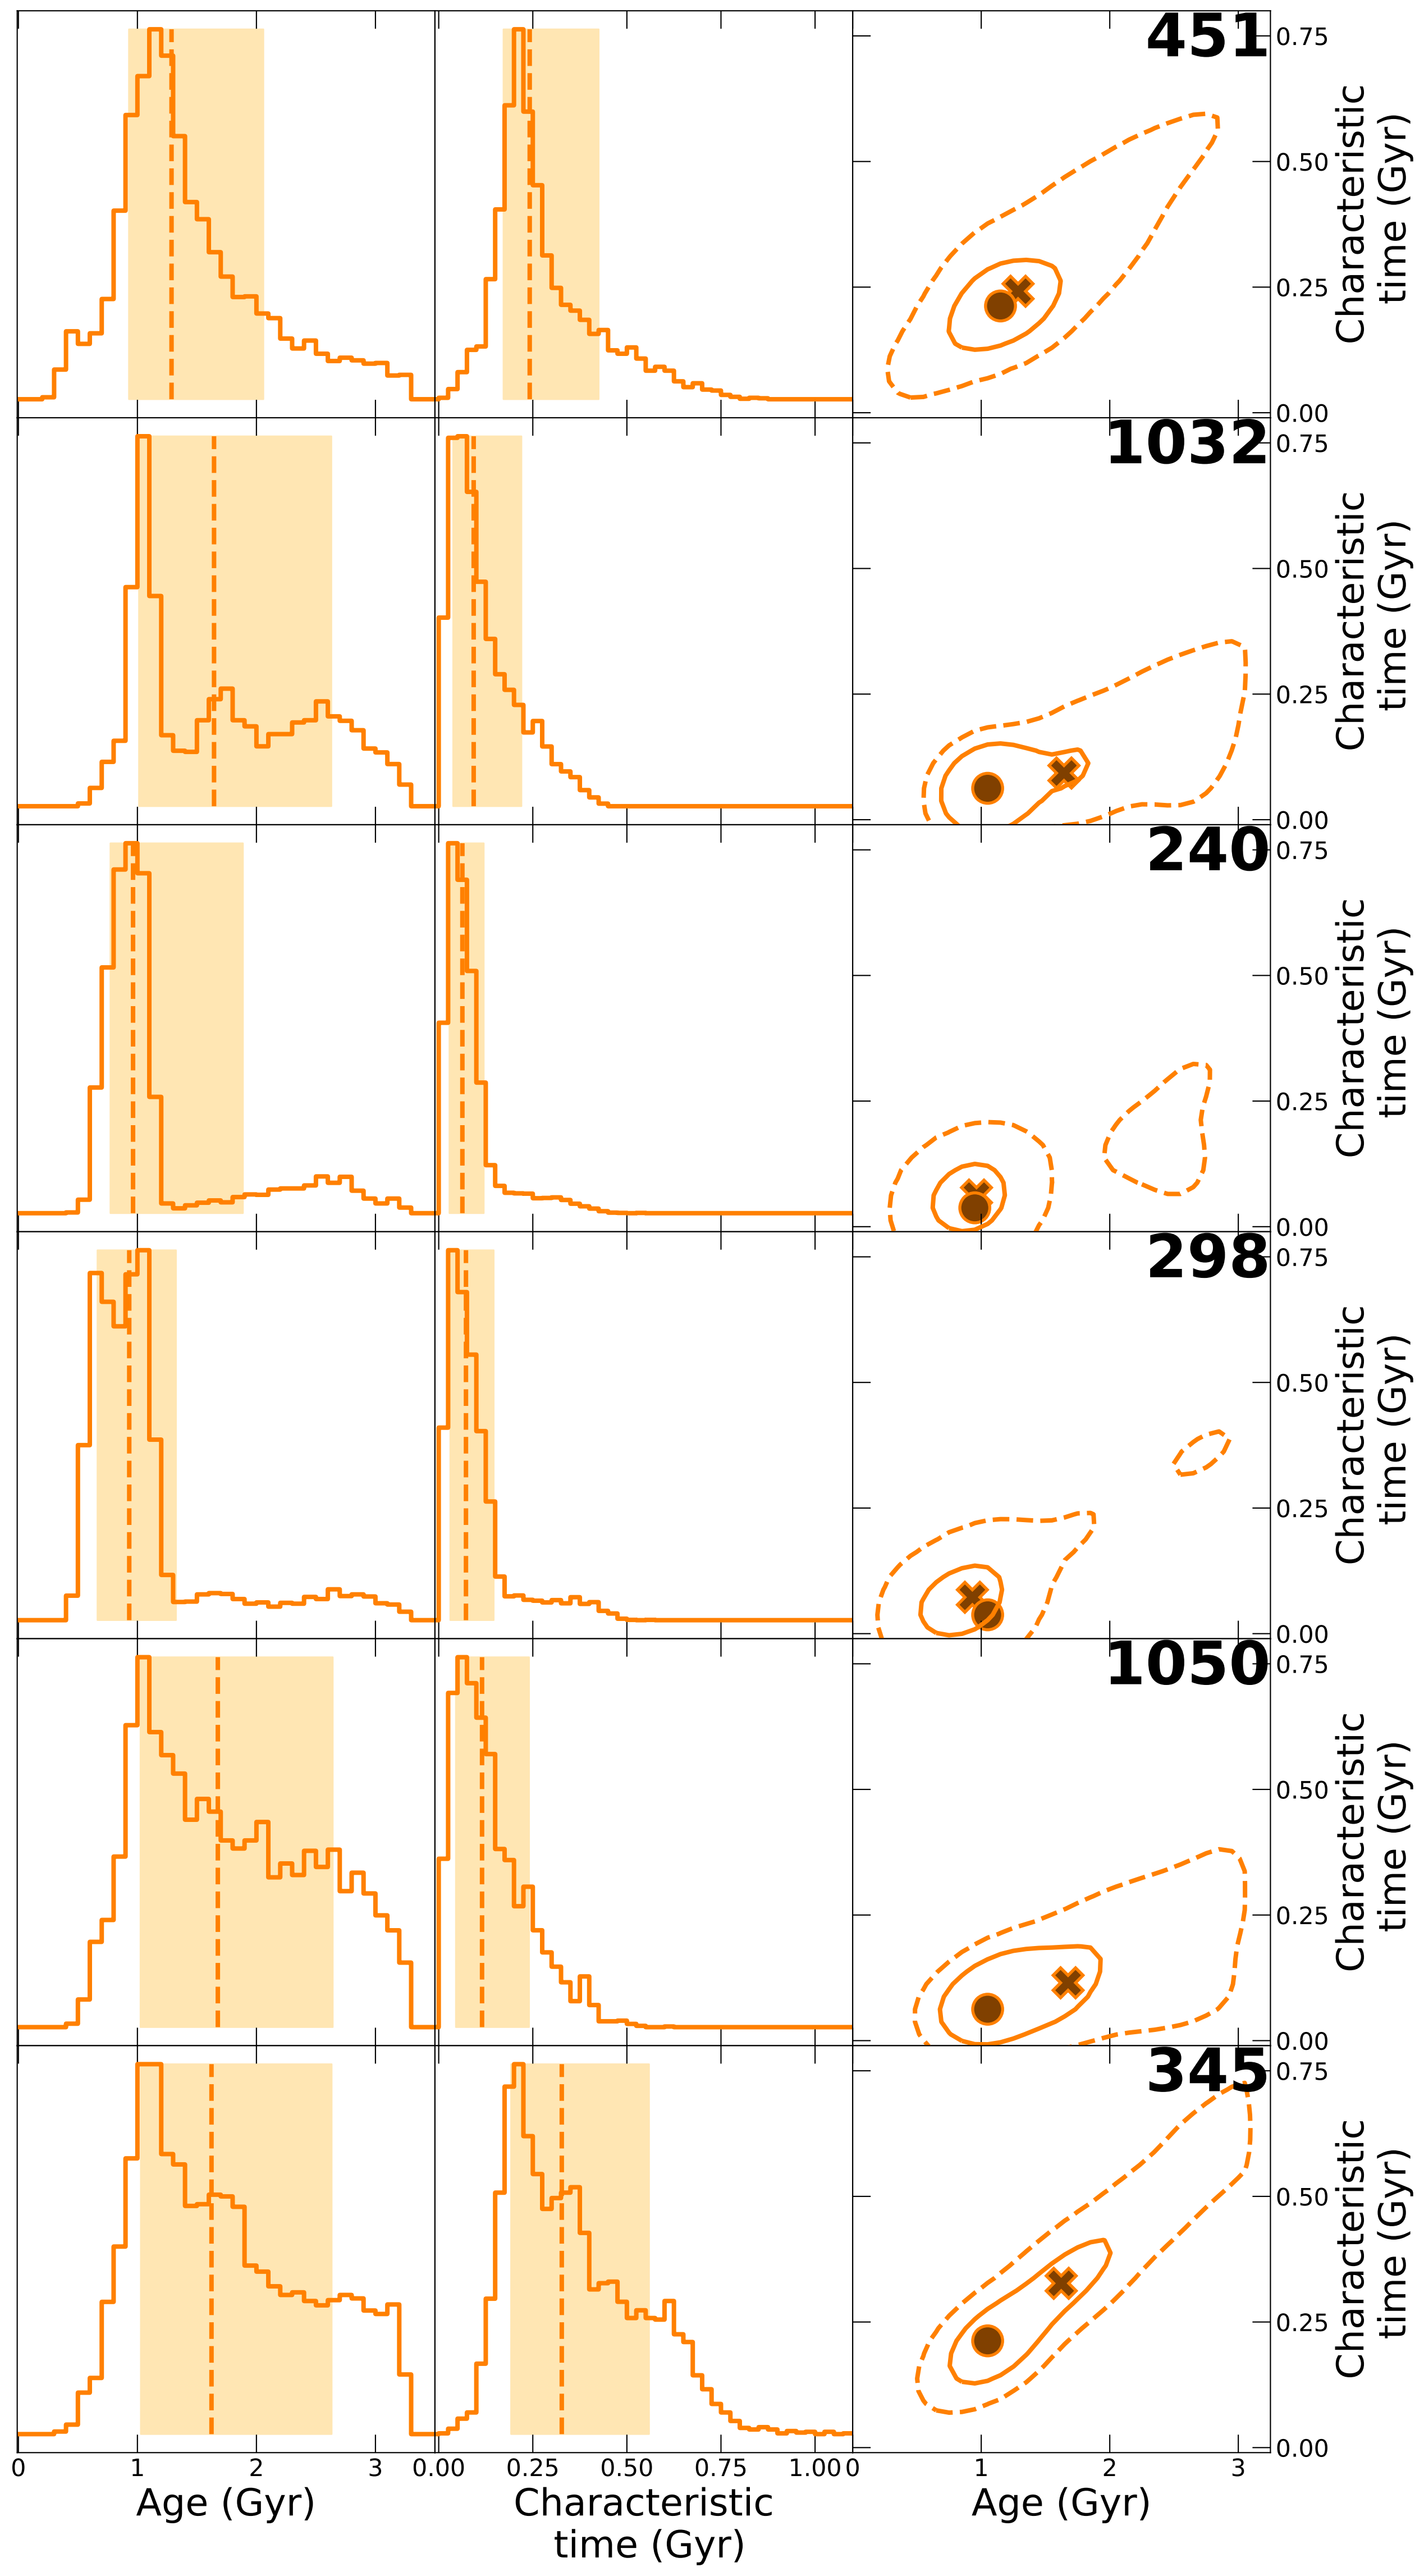 451
0.75
0.50
0.25
0.00
Characteristic
time (Gyr)
1032
0.75
0.50
0.25
0.00
Characteristic
time (Gyr)
240
0.75
0.50
0.25
0.00
Characteristic
time (Gyr)
298
0.75
0.50
0.25
0.00
Characteristic
time (Gyr)
1050
0.75
0.50
0.25
0.00
Characteristic
time (Gyr)
345
0.75
0.50
0.25
0.00
Characteristic
time (Gyr)
0 1 2 3 0.00 0.25 0.50 0.75 1.00 0 1 2 3
Age (Gyr) Characteristic Age (Gyr)
time (Gyr)